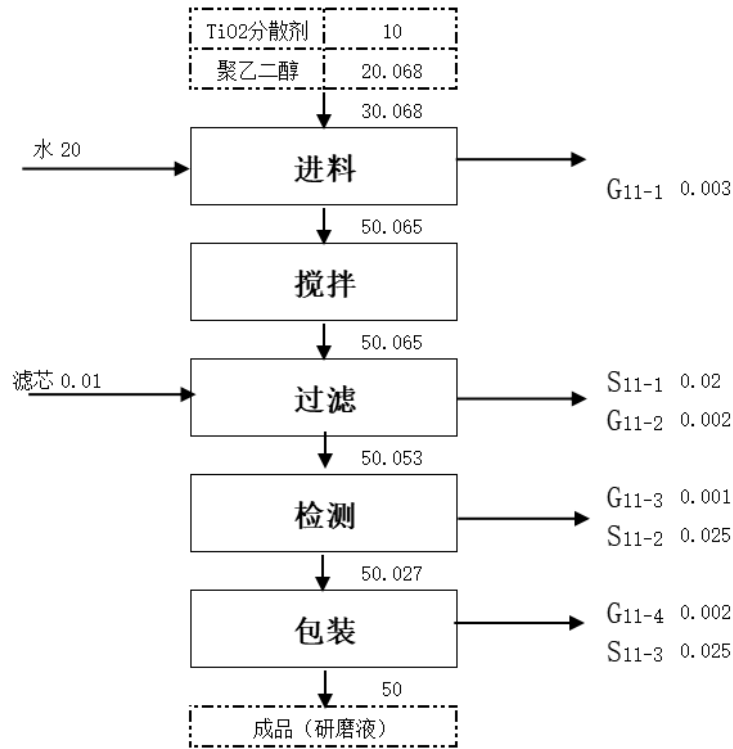 TiO2分散剂 10
聚乙二醇 20.068
30.068
水 20
进料
G11-1 0.003
50.065
搅拌
50.065
滤芯 0.01
过滤
S11-1 0.02
G11-2 0.002
50.053
检测
G11-3 0.001
S11-2 0.025
50.027
包装
G11-4 0.002
S11-3 0.025
50
成品（研磨液）